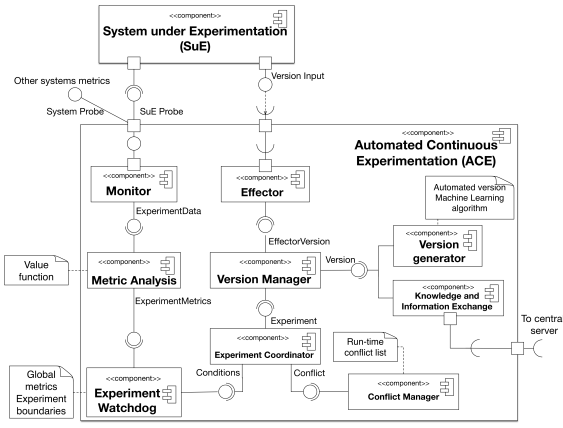 <<component>>
System under Experimentation
(SuE)
Other systems metrics
Version Input
System Probe
SuE Probe
<<component>>
Automated Continuous
Experimentation (ACE)
<<component>>
Monitor
<<component>>
Effector
Automated version
Machine Learning
algorithm
ExperimentData
EffectorVersion
<<component>>
Version
generator
Value
function
<<component>>
Metric Analysis
<<component>>
Version Manager
Version
<<component>>
Knowledge and
Information Exchange
ExperimentMetrics
Experiment
To centra
server
<<component>>
Experiment Coordinator
Run-time
conflict list
Global
metrics
Experiment
boundaries
<<component>>
Experiment
Watchdog
Conditions
Conflict
<<component>>
Conflict Manager